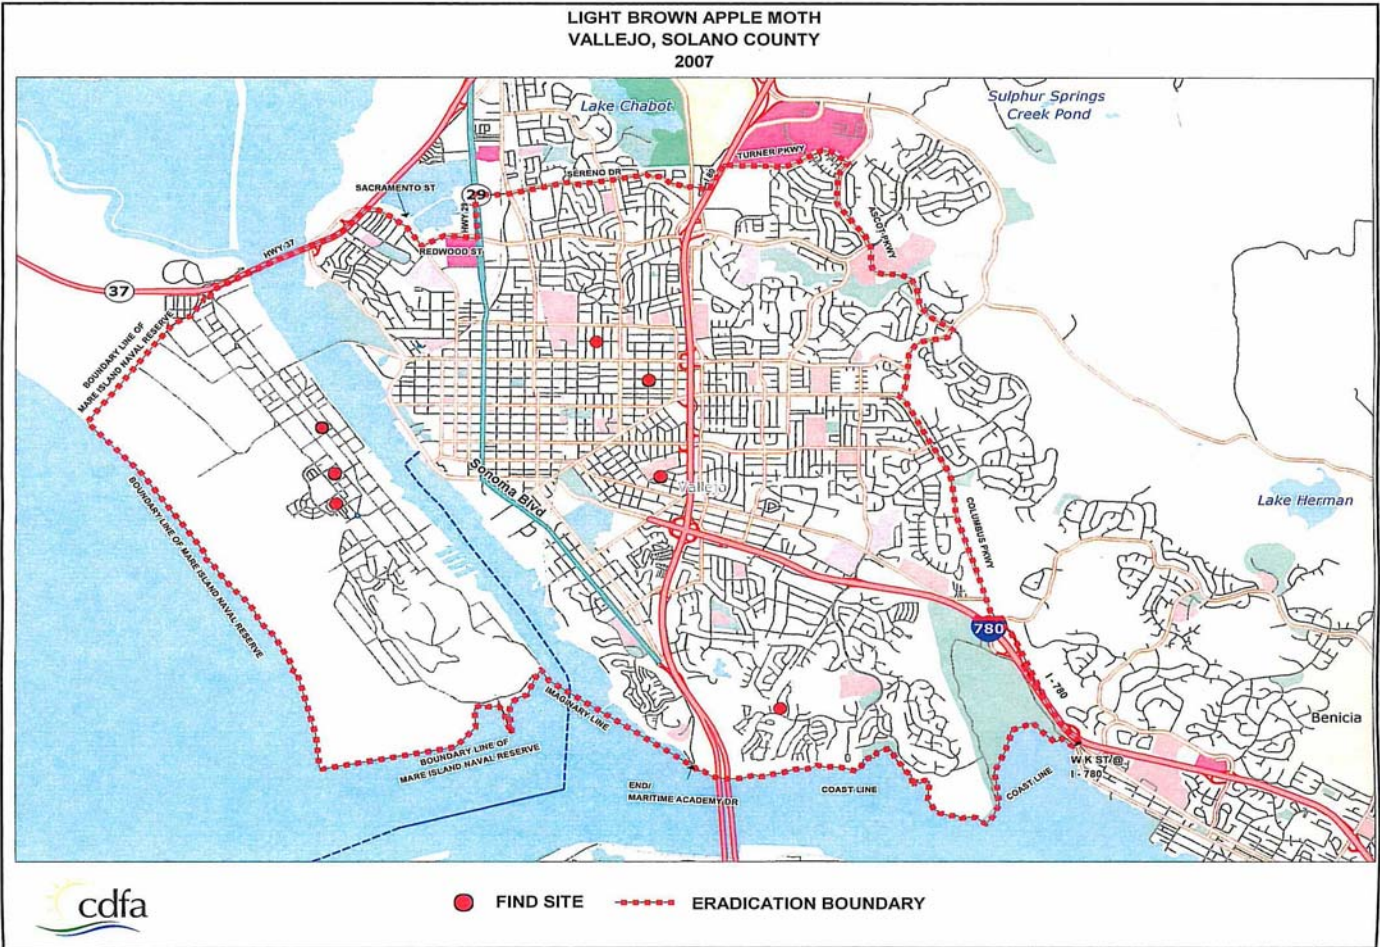 LIGHT BROWN APPLE MOTH
VALLEJO, SOLANO COUNTY
2007
Lake Chabot
Sulphur Springs
Creek Pond
TURNER PKWY
I-80
SERENO DR
SACRAMENTO ST
29
HWY 29
ASCOT PKWY
HWY 37
REDWOOD ST
37
BOUNDARY LINE OF
MARE ISLAND NAVAL RESERVE
Sonoma Blvd
Vallejo
Lake Herman
BOUNDARY LINE OF MARE ISLAND NAVAL RESERVE
COLUMBUS PKWY
780
I - 780
IMAGINARY LINE
Benicia
BOUNDARY LINE OF
MARE ISLAND NAVAL RESERVE
W K ST/@
I - 780
END/
MARITIME ACADEMY DR
COAST LINE
COAST LINE
cdfa
FIND SITE
ERADICATION BOUNDARY